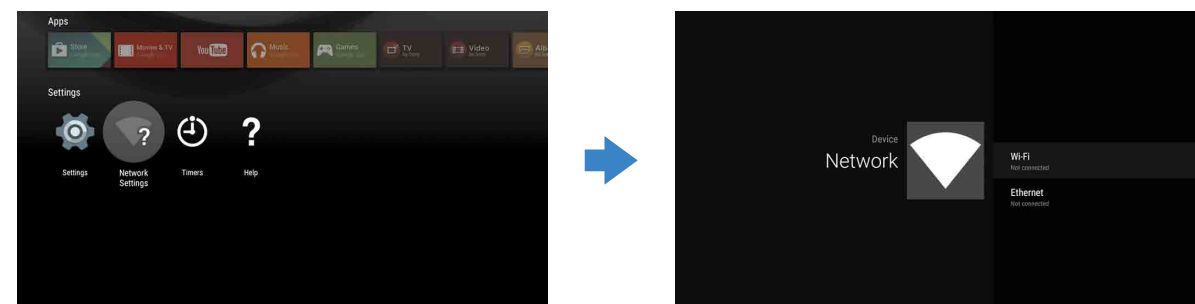 Apps
Store
Movies & TV
YouTube
Music
Games
TV
Video
Settings
Settings
Network
Settings
Timers
Help
?
?
Device
Network
Wi-Fi
Not connected
Ethernet
Not connected